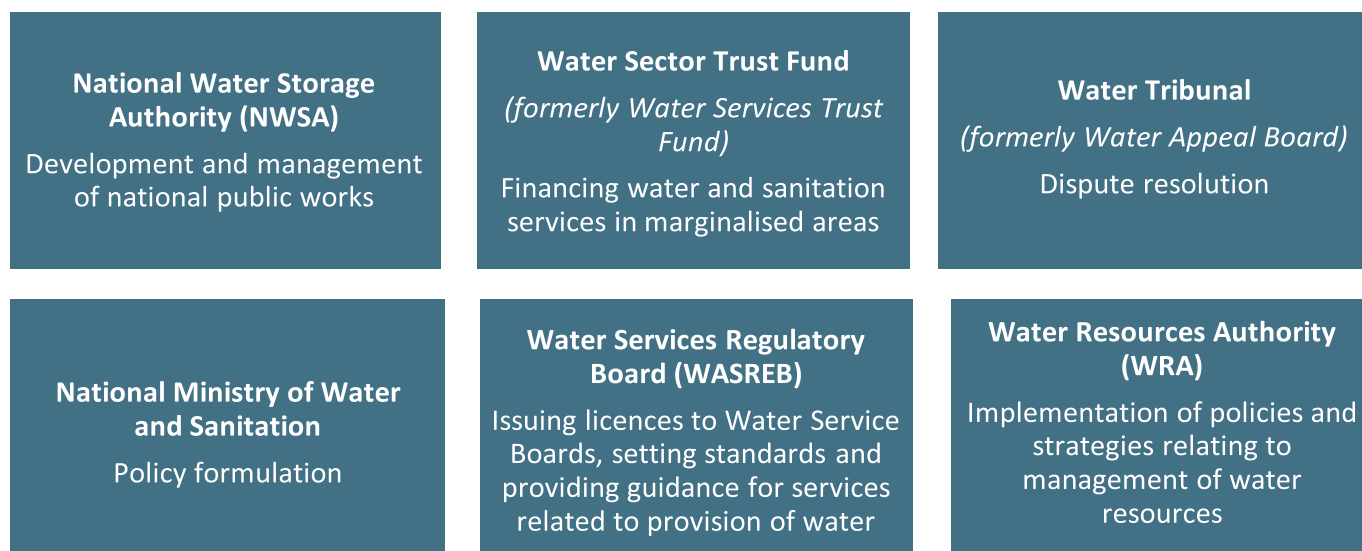 National Water Storage
Authority (NWSA)
Development and management
of national public works
Water Sector Trust Fund
(formerly Water Services Trust
Fund)
Financing water and sanitation
services in marginalised areas
Water Tribunal
(formerly Water Appeal Board)
Dispute resolution
National Ministry of Water
and Sanitation
Policy formulation
Water Services Regulatory
Board (WASREB)
Issuing licences to Water Service
Boards, setting standards and
providing guidance for services
related to provision of water
Water Resources Authority
(WRA)
Implementation of policies and
strategies relating to
management of water
resources